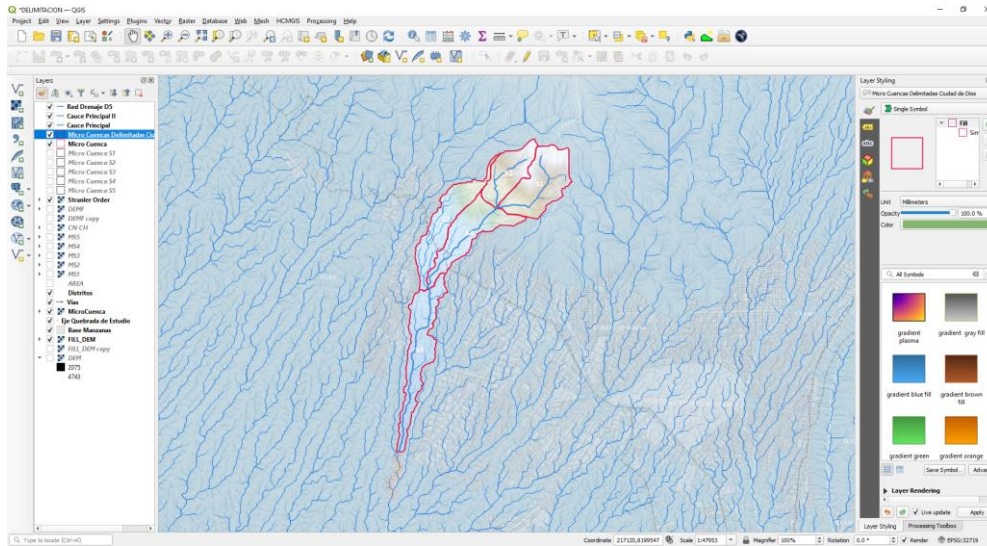 *DELIMITACION — QGIS
Project Edit View Layer Settings Plugins Vector Raster Database Web Mesh HCMGIS Processing Help
Layers
Red Drenaje D5
Cauce Principal II
Cauce Principal
Micro Cuencas Delimitadas Ciu
Micro Cuenca
Micro Cuenca S1
Micro Cuenca S2
Micro Cuenca S3
Micro Cuenca S4
Micro Cuenca S5
Stranler Order
DEMF
DEMF copy
CN CH
MS5
MS4
MS3
MS2
MS1
AREA
Distritos
Vias
MicroCuenca
Eje Quebrada de Estudio
Base Manzanas
FILL_DEM
FILL_DEM copy
DEM
2075
4743
Layer Styling
Micro Cuencas Delimitadas Ciudad de Dios
Single Symbol
Fill
Sim
Unit Millimeters
Opacity 100.0 %
Color
All Symbols
gradient plasma
gradient gray fill
gradient blue fill
gradient brown fill
gradient green
gradient orange
Save Symbol...
Layer Rendering
Live update Apply
Layer Styling Processing Toolbox
Type to locate (Ctrl+K)
Coordinate 217120,8199547 Scale 1:47953 Magnifier 100% Rotation 0.0 ° Render EPSG:32719